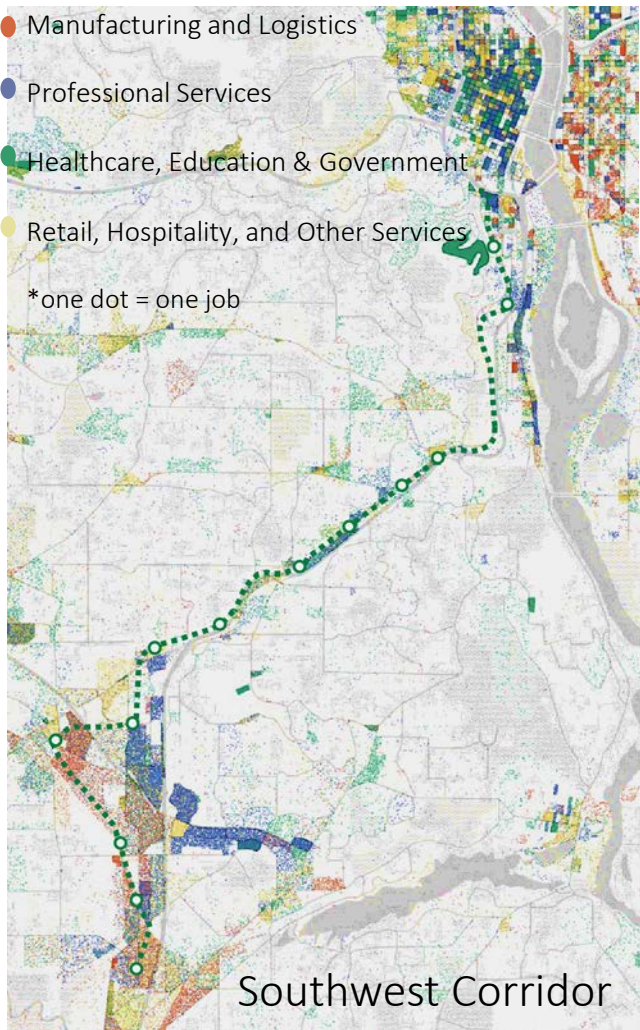 Manufacturing and Logistics
Professional Services
Healthcare, Education & Government
Retail, Hospitality, and Other Services
*one dot = one job
Southwest Corridor